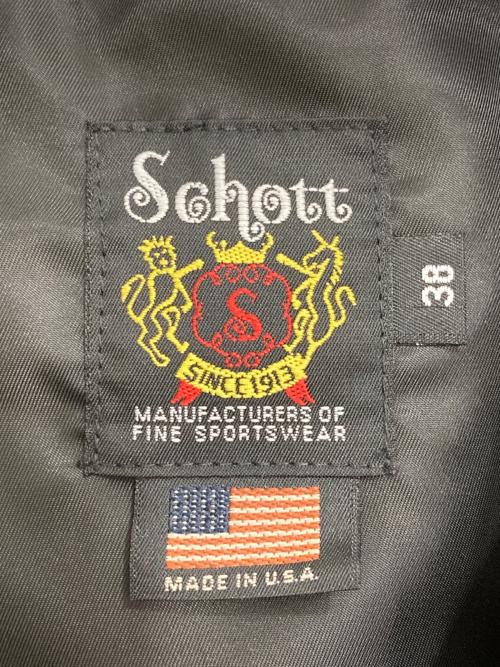 Schott
S
SINCE 1913
MANUFACTURERS OF
FINE SPORTSWEAR
38
MADE IN U.S.A.